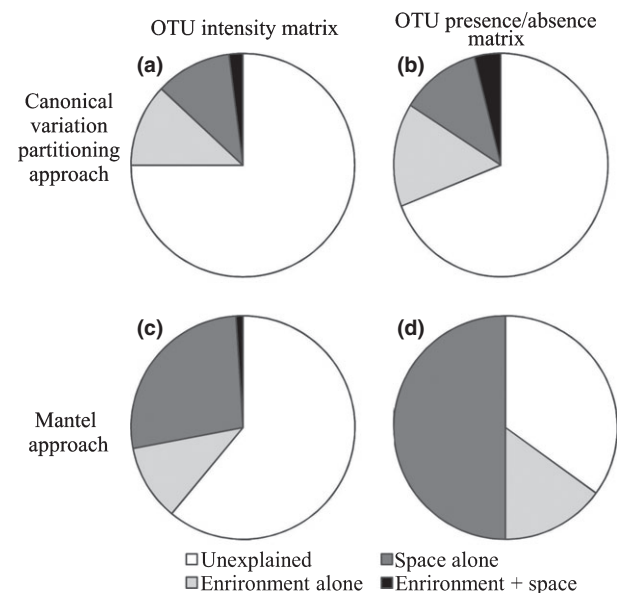 OTU intensity matrix
OTU presence/absence
matrix
(a)
(b)
Canonical
variation
partitioning
approach
(c)
(d)
Mantel
approach
Unexplained
Space alone
Enrironment alone
Enrironment + space